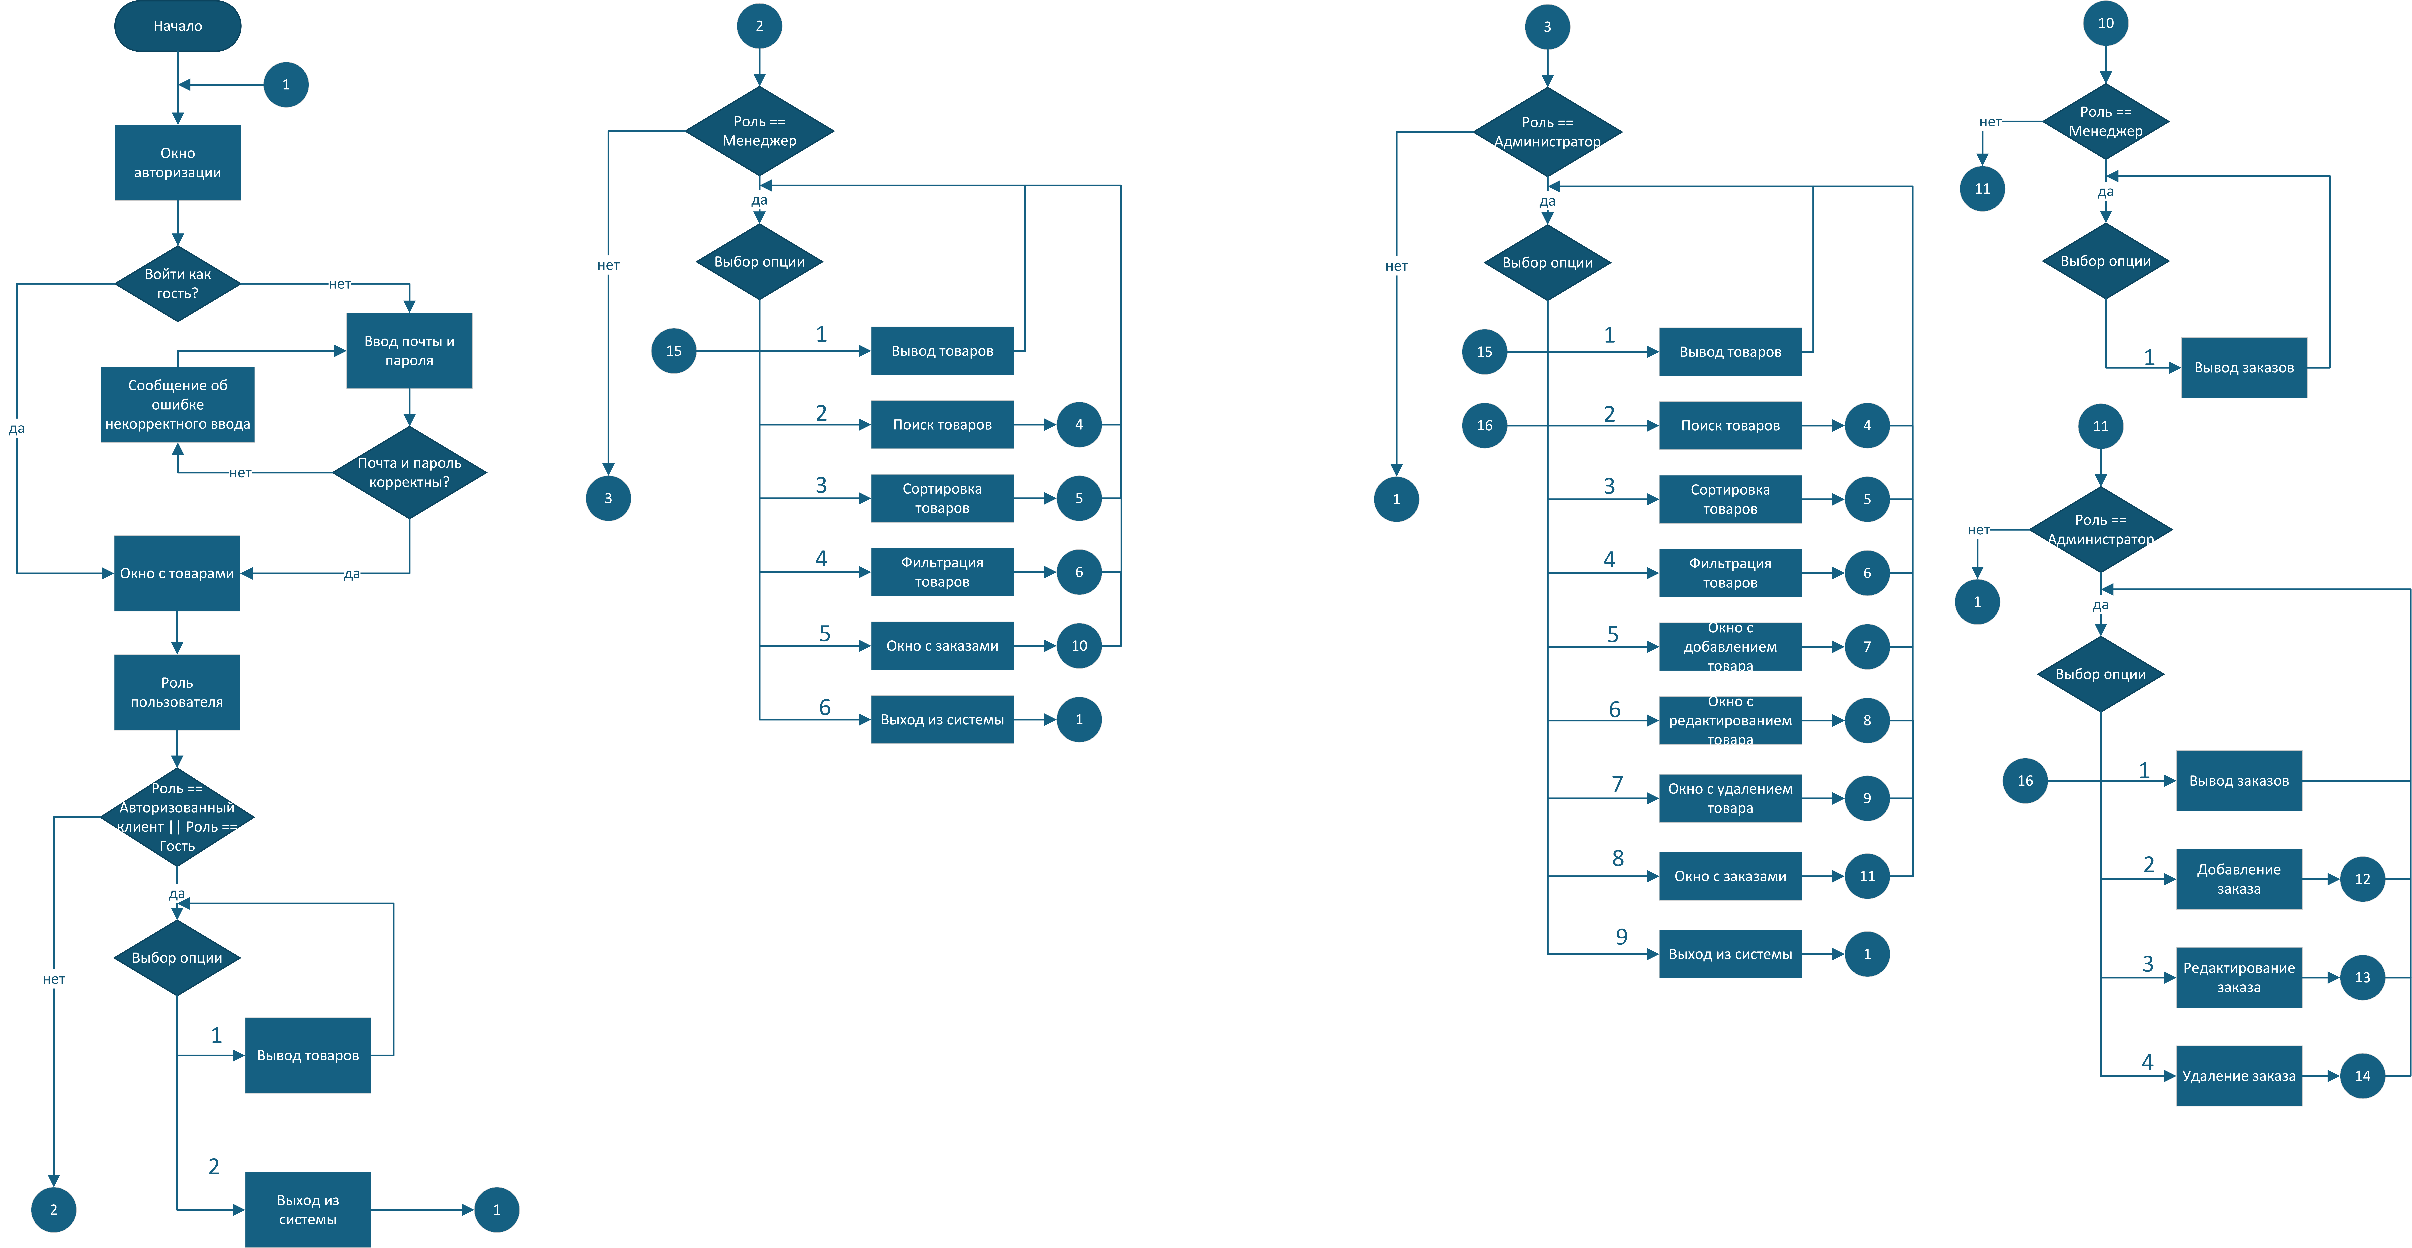 Начало
1
Окно
авторизации
Войти как
гость?
нет
да
Ввод почты и
пароля
Сообщение об
ошибке
некорректного ввода
Почта и пароль
корректны?
нет
да
Окно с товарами
Роль
пользователя
Роль ==
Авторизованный
клиент || Роль ==
Гость
да
нет
Выбор опции
1
Вывод товаров
2
Выход из
системы
1
2
2
Роль ==
Менеджер
да
нет
3
Выбор опции
15
1
Вывод товаров
2
Поиск товаров
4
3
Сортировка
товаров
5
4
Фильтрация
товаров
6
5
Окно с заказами
10
6
Выход из системы
1
3
Роль ==
Администратор
да
нет
1
Выбор опции
15
1
Вывод товаров
16
2
Поиск товаров
4
3
Сортировка
товаров
5
4
Фильтрация
товаров
6
5
Окно с
добавлением
товара
7
6
Окно с
редактированием
товара
8
7
Окно с удалением
товара
9
8
Окно с заказами
11
9
Выход из системы
1
10
Роль ==
Менеджер
нет
11
да
Выбор опции
1
Вывод заказов
11
Роль ==
Администратор
нет
1
да
Выбор опции
16
1
Вывод заказов
2
Добавление
заказа
12
3
Редактирование
заказа
13
4
Удаление заказа
14